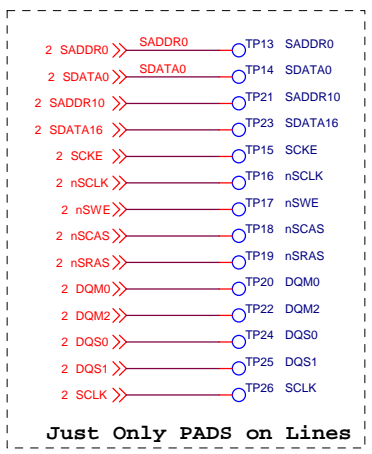 2 SADDR0 SADDR0 TP13 SADDR0
2 SDATA0 SDATA0 TP14 SDATA0
2 SADDR10 TP21 SADDR10
2 SDATA16 TP23 SDATA16
2 SCKE TP15 SCKE
2 nSCLK TP16 nSCLK
2 nSWE TP17 nSWE
2 nSCAS TP18 nSCAS
2 nSRAS TP19 nSRAS
2 DQM0 TP20 DQM0
2 DQM2 TP22 DQM2
2 DQS0 TP24 DQS0
2 DQS1 TP25 DQS1
2 SCLK TP26 SCLK
Just Only PADS on Lines